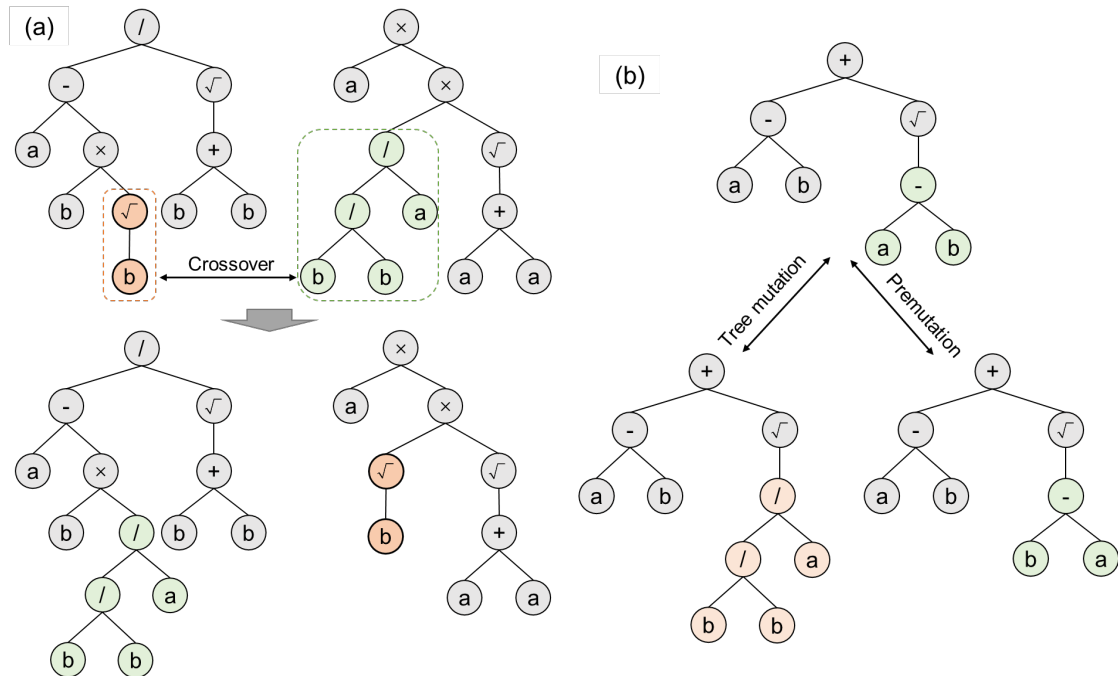 (a)
/ ×
- √ a ×
a × + / √
b √ b b / a +
b Crossover b b a a
/ ×
- √ a ×
a × + √ √
b / b b b +
/ a a a
b b
(b)
+
- √
a b -
a b
Tree mutation Premutation
+ +
- √ - √
a b / a b -
/ a b a
b b